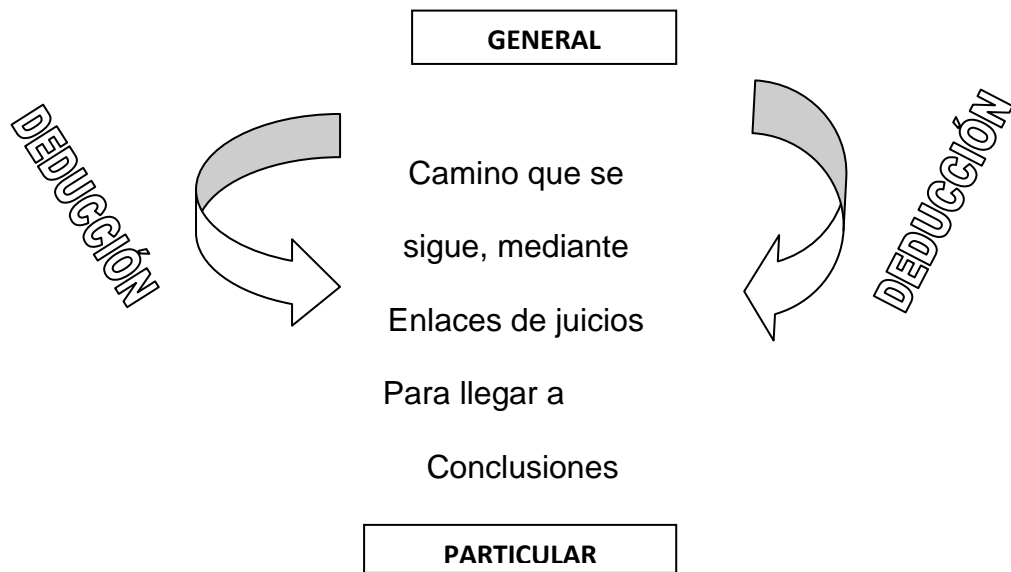 GENERAL
DEDUCCIÓN
DEDUCCIÓN
Camino que se
sigue, mediante
Enlaces de juicios
Para llegar a
Conclusiones
PARTICULAR